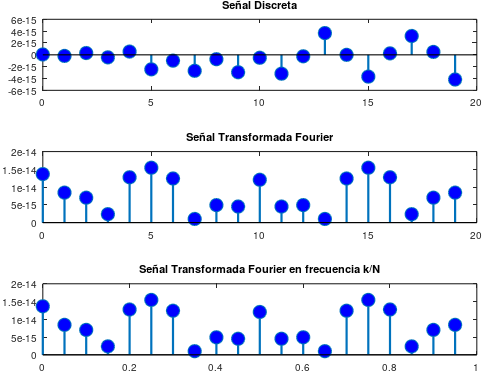 Señal Discreta
6e-15
4e-15
2e-15
0
-2e-15
-4e-15
-6e-15
0 5 10 15 20
Señal Transformada Fourier
2e-14
1.5e-14
1e-14
5e-15
0
0 5 10 15 20
Señal Transformada Fourier en frecuencia k/N
2e-14
1.5e-14
1e-14
5e-15
0
0 0.2 0.4 0.6 0.8 1